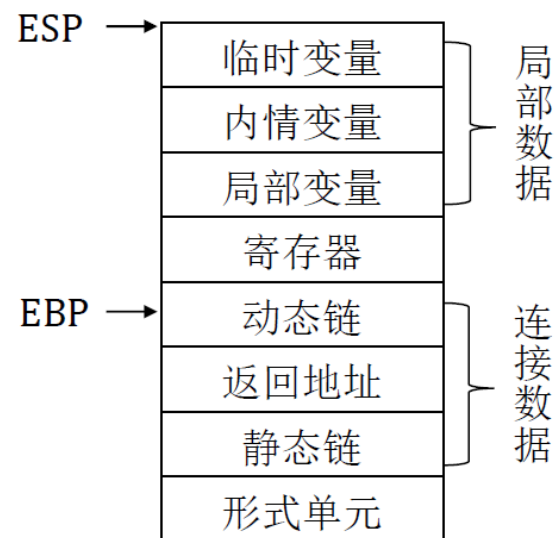 ESP
临时变量
内情变量
局部变量
局部数据
寄存器
EBP
动态链
返回地址
静态链
连接数据
形式单元